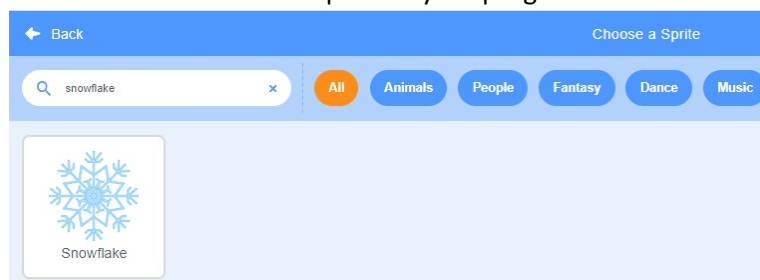 Back
Choose a Sprite
snowflake
All
Animals
People
Fantasy
Dance
Music
Snowflake